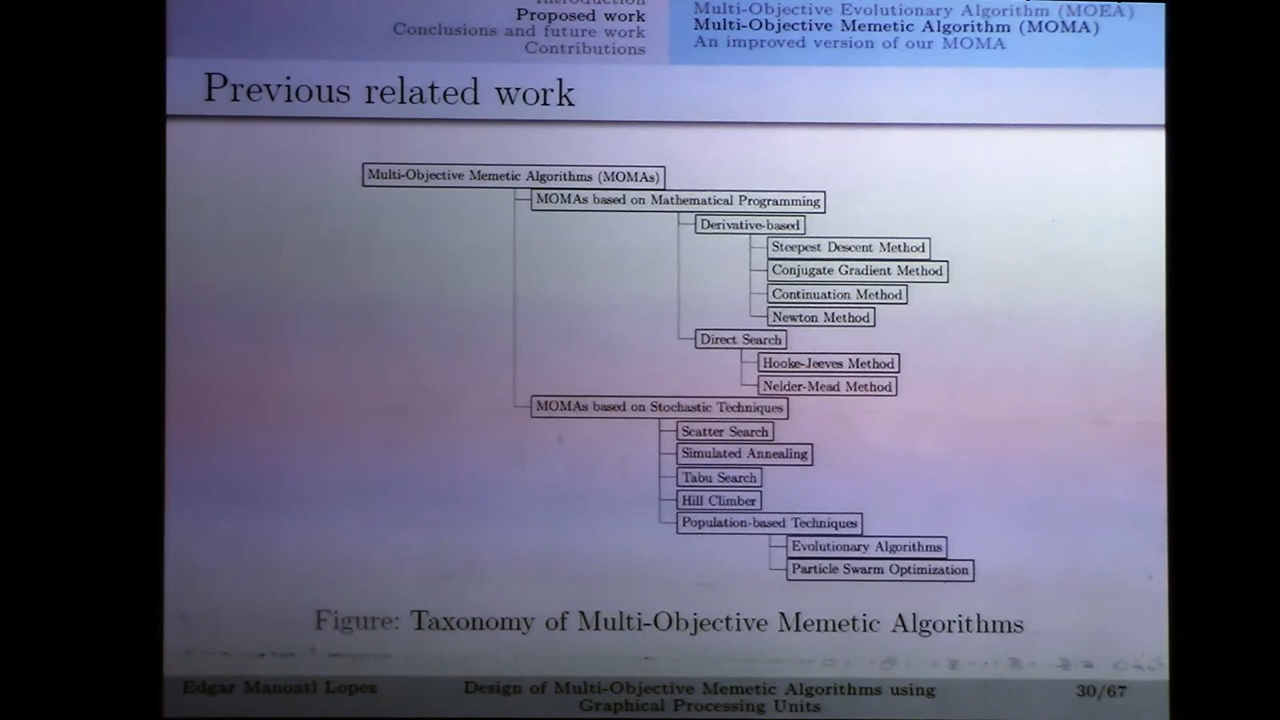 Introduction
Proposed work
Conclusions and future work
Contributions
Multi-Objective Evolutionary Algorithm (MOEA)
Multi-Objective Memetic Algorithm (MOMA)
An improved version of our MOMA
Previous related work
Multi-Objective Memetic Algorithms (MOMAs)
MOMAs based on Mathematical Programming
Derivative-based
Steepest Descent Method
Conjugate Gradient Method
Continuation Method
Newton Method
Direct Search
Hooke-Jeeves Method
Nelder-Mead Method
MOMAs based on Stochastic Techniques
Scatter Search
Simulated Annealing
Tabu Search
Hill Climber
Population-based Techniques
Evolutionary Algorithms
Particle Swarm Optimization
Figure: Taxonomy of Multi-Objective Memetic Algorithms
Edgar Manoatl Lopez
Design of Multi-Objective Memetic Algorithms using
Graphical Processing Units
30/67